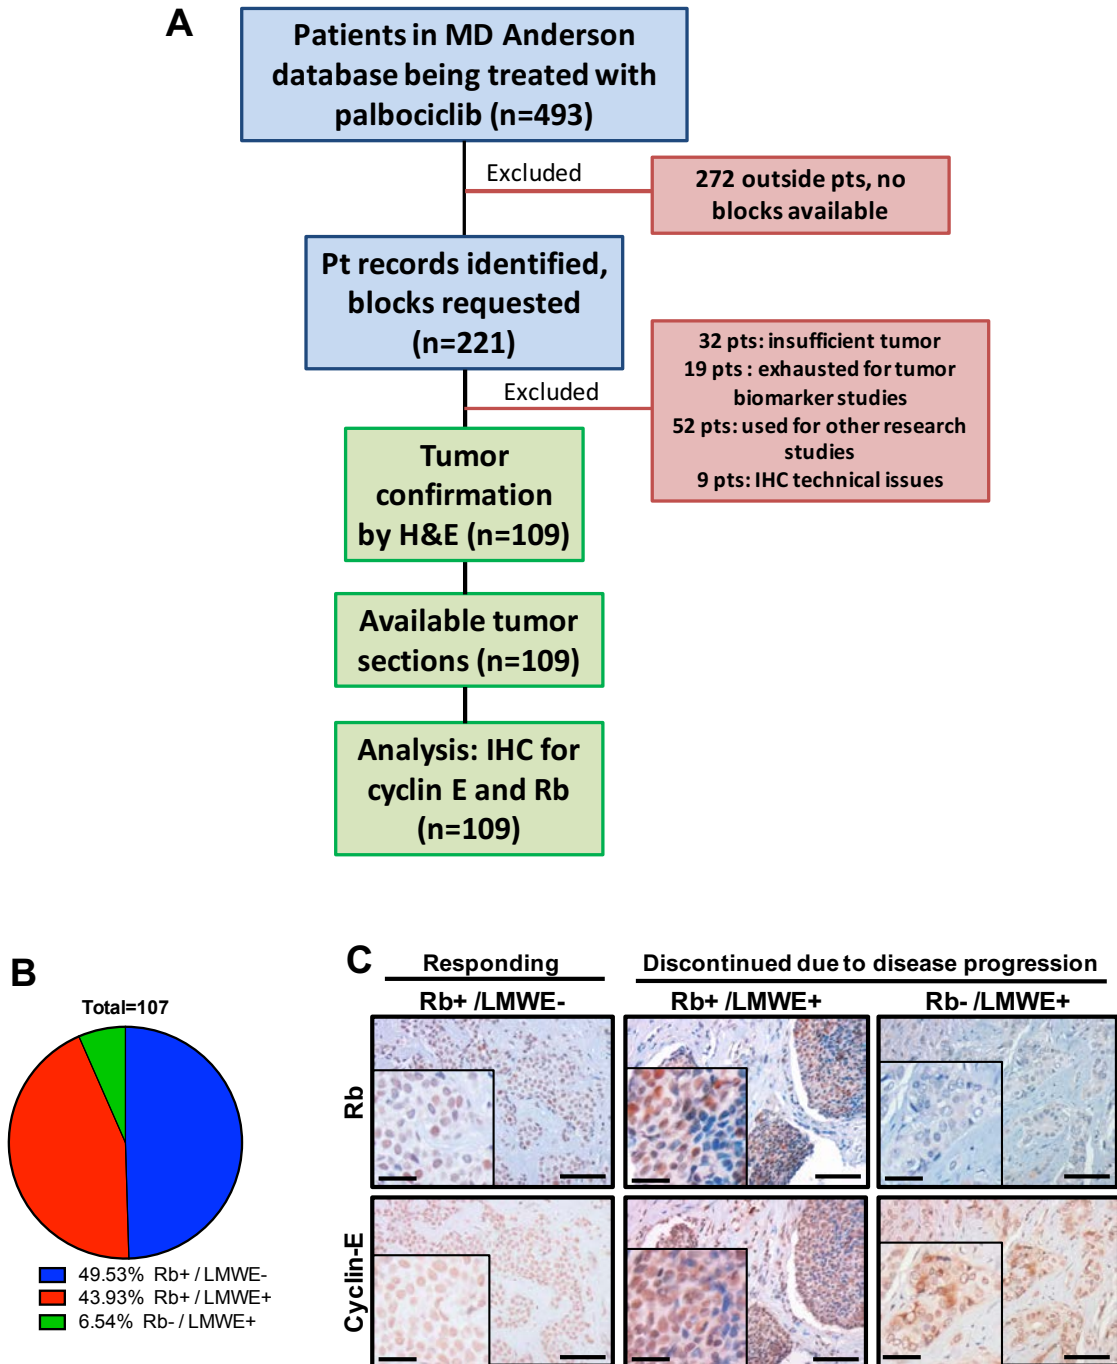 A
Patients in MD Anderson
database being treated with
palbociclib (n=493)
Excluded
272 outside pts, no
blocks available
Pt records identified,
blocks requested
(n=221)
Excluded
32 pts: insufficient tumor
19 pts : exhausted for tumor
biomarker studies
52 pts: used for other research
studies
9 pts: IHC technical issues
Tumor
confirmation
by H&E (n=109)
Available tumor
sections (n=109)
Analysis: IHC for
cyclin E and Rb
(n=109)
B
Total=107
49.53% Rb+ / LMWE-
43.93% Rb+ / LMWE+
6.54% Rb- / LMWE+
C
Responding
Discontinued due to disease progression
Rb+ /LMWE-
Rb+ /LMWE+
Rb- /LMWE+
Rb
Cyclin-E